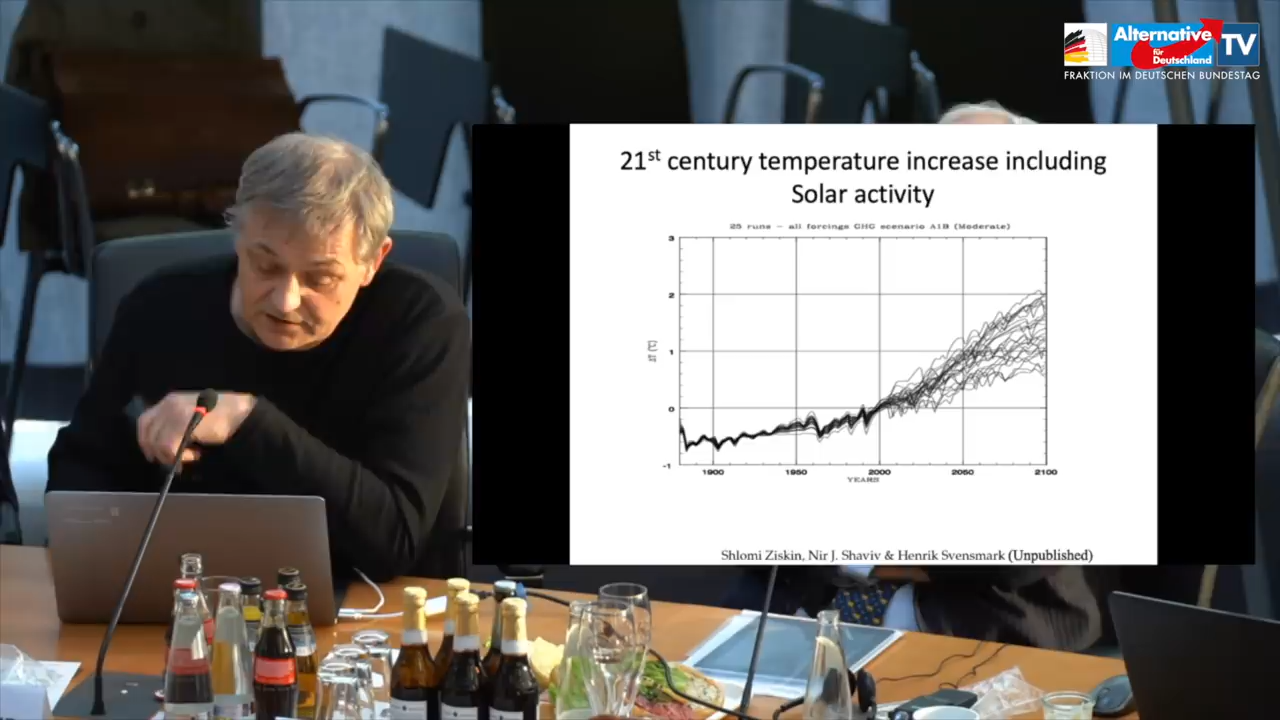 Alternative
für
Deutschland
TV
FRAKTION IM DEUTSCHEN BUNDESTAG
21st century temperature increase including
Solar activity
25 runs – all forcings GHG scenario A1B (Moderate)
3
2
1
0
-1
ΔT (°C)
1900 1950 2000 2050 2100
YEARS
Shlomi Ziskin, Nir J. Shaviv & Henrik Svensmark (Unpublished)